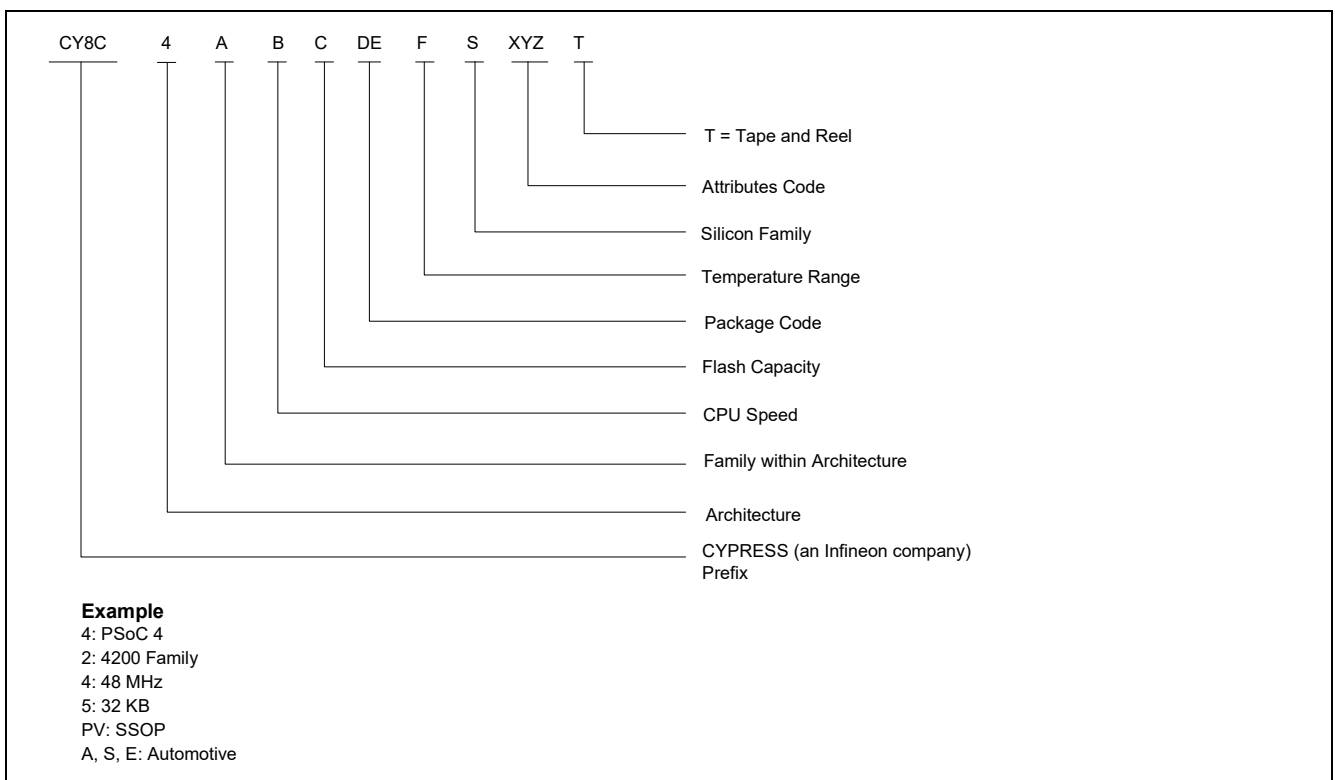 CY8C 4 A B C DE F S XYZ T
T = Tape and Reel
Attributes Code
Silicon Family
Temperature Range
Package Code
Flash Capacity
CPU Speed
Family within Architecture
Architecture
CYPRESS (an Infineon company)
Prefix
Example
4: PSoC 4
2: 4200 Family
4: 48 MHz
5: 32 KB
PV: SSOP
A, S, E: Automotive